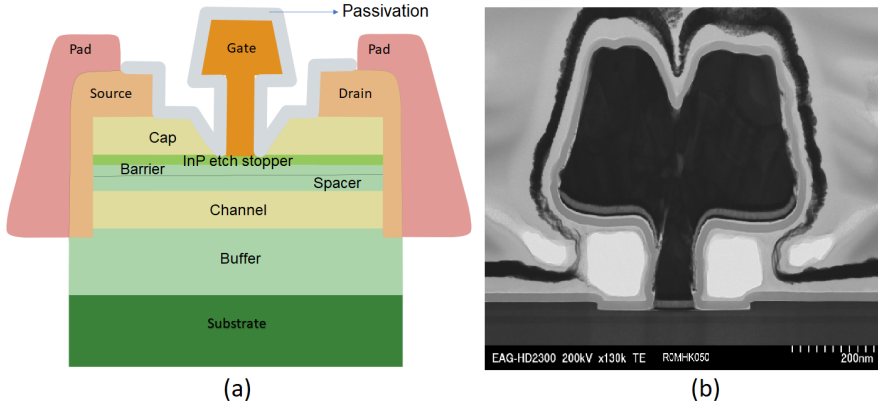 Passivation
Pad
Gate
Pad
Source
Drain
Cap
InP etch stopper
Barrier
Spacer
Channel
Buffer
Substrate
EAG-HD2300 200kV x130k TE R0MHK050 200nm
(a)
(b)